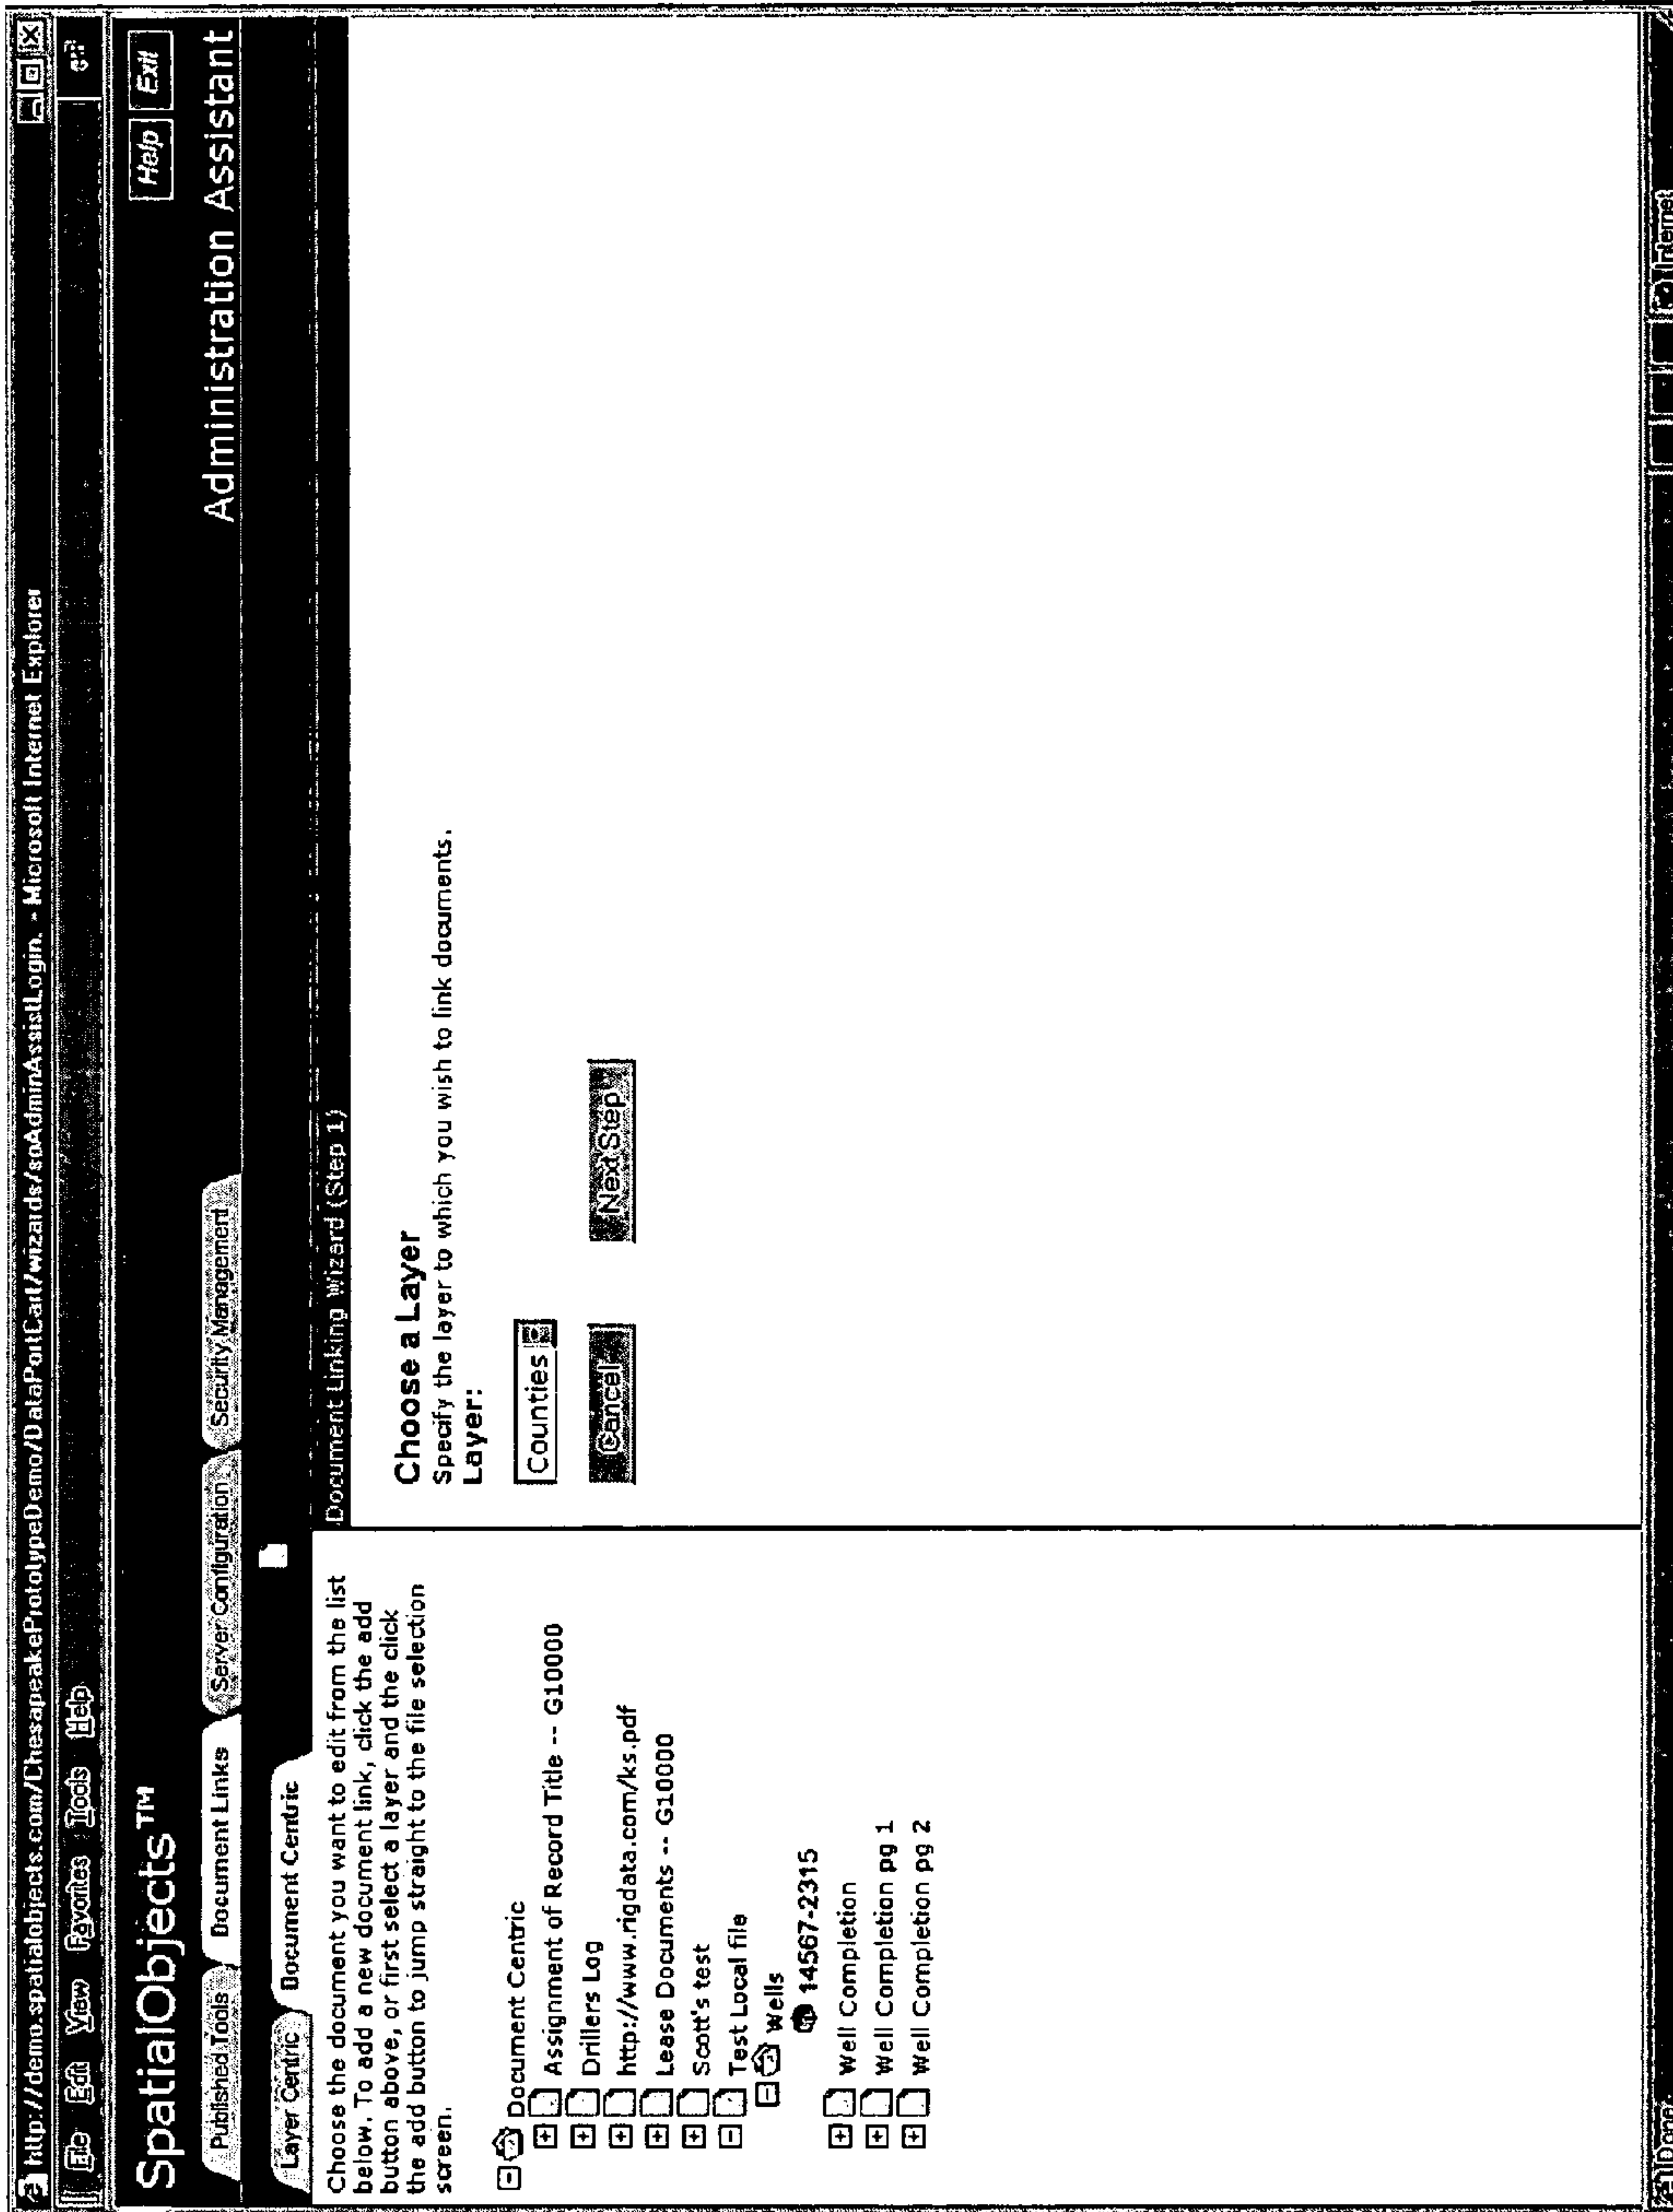 http://demo.spatialobjects.com/ChesapeakePrototypeDemo/DataPortCart/wizards/soAdminAssistLogin. - Microsoft Internet Explorer
File Edit View Favorites Tools Help
SpatialObjects™
Help Exit
Published Tools Document Links Server Configuration Security Management
Administration Assistant
Layer Centric Document Centric
Choose the document you want to edit from the list
below. To add a new document link, click the add
button above, or first select a layer and the click
the add button to jump straight to the file selection
screen.
Document Centric
Assignment of Record Title -- G10000
Drillers Log
http://www.rigdata.com/ks.pdf
Lease Documents -- G10000
Scott's test
Test Local file
Wells
14567-2315
Well Completion
Well Completion pg 1
Well Completion pg 2
Document Linking Wizard (Step 1)
Choose a Layer
Specify the layer to which you wish to link documents.
Layer:
Counties
Cancel Next Step
Done
Internet